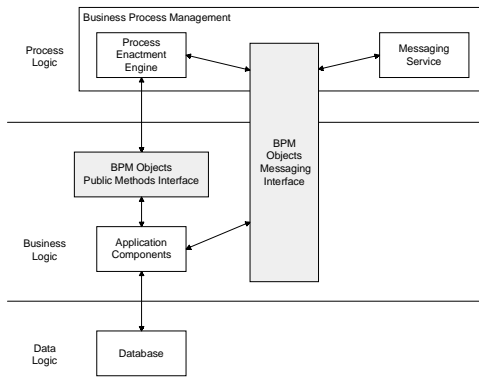 Business Process Management
Process
Logic
Process
Enactment
Engine
Messaging
Service
BPM
Objects
Messaging
Interface
BPM Objects
Public Methods Interface
Business
Logic
Application
Components
Data
Logic
Database